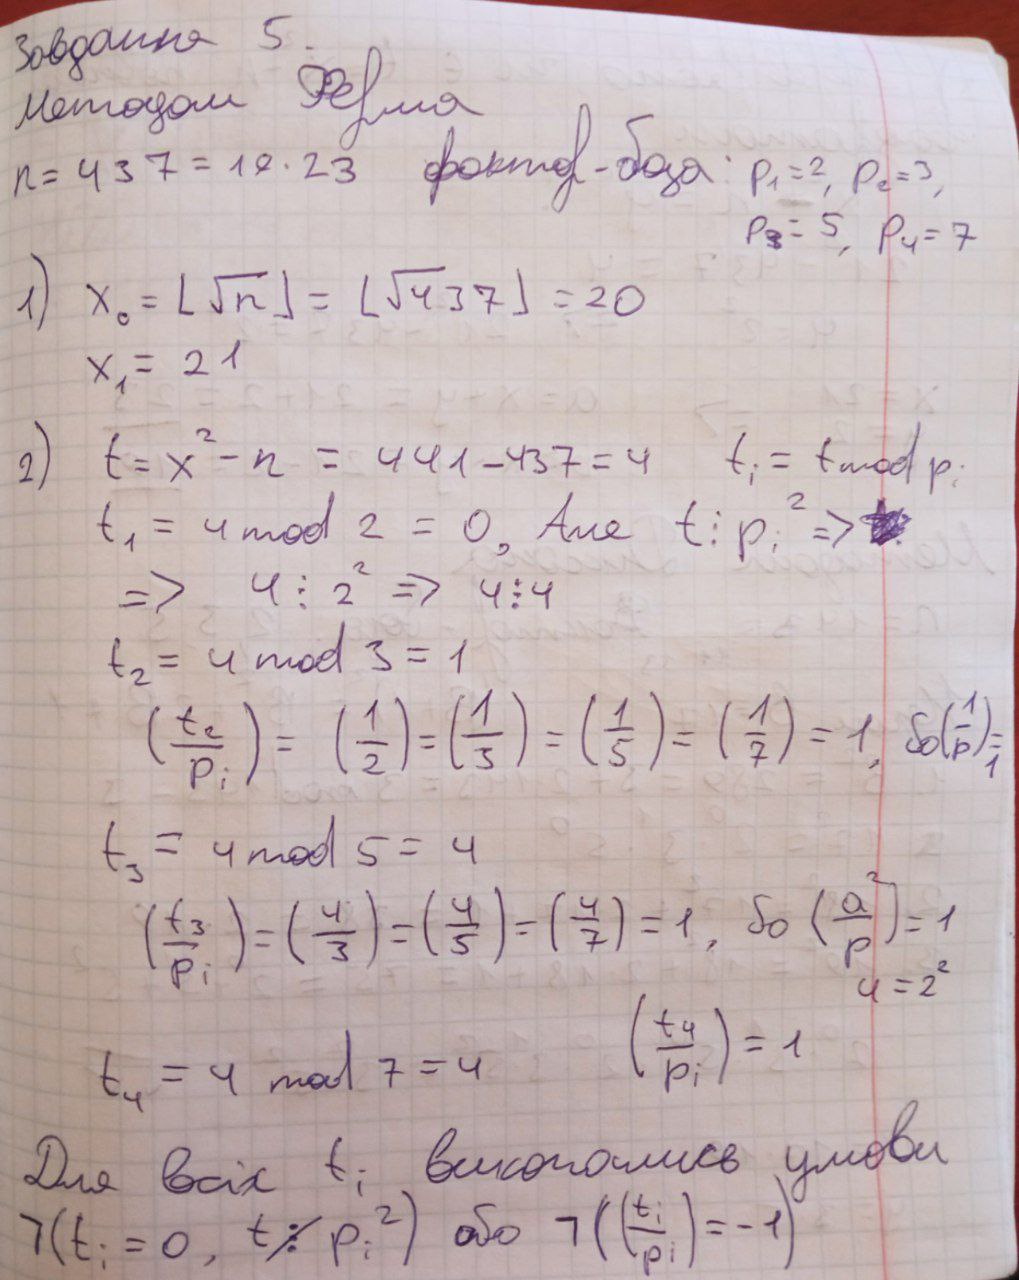 Завдання 5.
Методом Ферма
n = 437 = 19·23 фактор-база: p₁=2, p₂=3,
p₃ = 5, p₄ = 7
1) x₀ = ⌊√n⌋ = ⌊√437⌋ = 20
x₁ = 21
2) t = x² - n = 441 - 437 = 4 tᵢ = t mod pᵢ
t₁ = 4 mod 2 = 0, Але t ⋮ pᵢ² =>
=> 4 ⋮ 2² => 4 ⋮ 4
t₂ = 4 mod 3 = 1
(t₂/pᵢ) = (1/2) = (1/3) = (1/5) = (1/7) = 1, бо (1/p) = 1
t₃ = 4 mod 5 = 4
(t₃/pᵢ) = (4/3) = (4/5) = (4/7) = 1, бо (a²/p) = 1
4 = 2²
t₄ = 4 mod 7 = 4 (t₄/pᵢ) = 1
Для всіх tᵢ виконались умови
¬(tᵢ = 0, t ⋮̸ pᵢ²) або ¬((tᵢ/pᵢ) = -1)